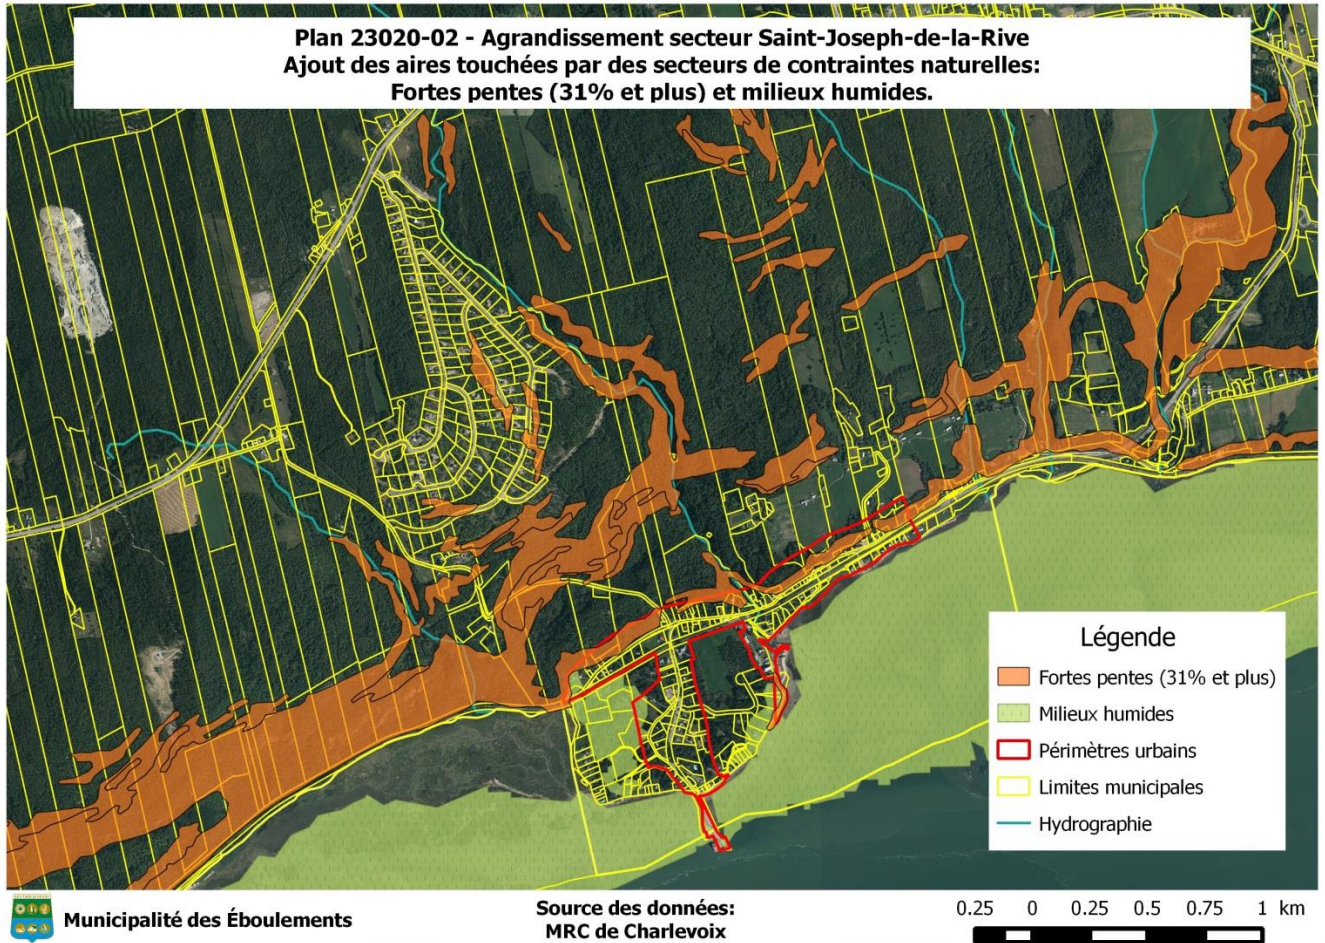 Plan 23020-02 - Agrandissement secteur Saint-Joseph-de-la-Rive
Ajout des aires touchées par des secteurs de contraintes naturelles:
Fortes pentes (31% et plus) et milieux humides.
Légende
Fortes pentes (31% et plus)
Milieux humides
Périmètres urbains
Limites municipales
Hydrographie
Municipalité des Éboulements
Source des données:
MRC de Charlevoix
0.25 0 0.25 0.5 0.75 1 km